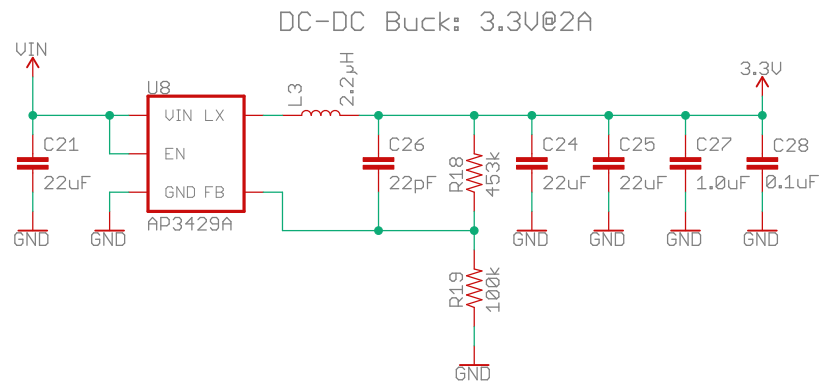 DC-DC Buck: 3.3V@2A
VIN
3.3V
U8
L3
2.2μH
VIN LX
EN
GND FB
AP3429A
C21
22uF
GND
GND
C26
22pF
R18
453k
R19
100k
GND
C24
22uF
GND
C25
22uF
GND
C27
1.0uF
GND
C28
0.1uF
GND